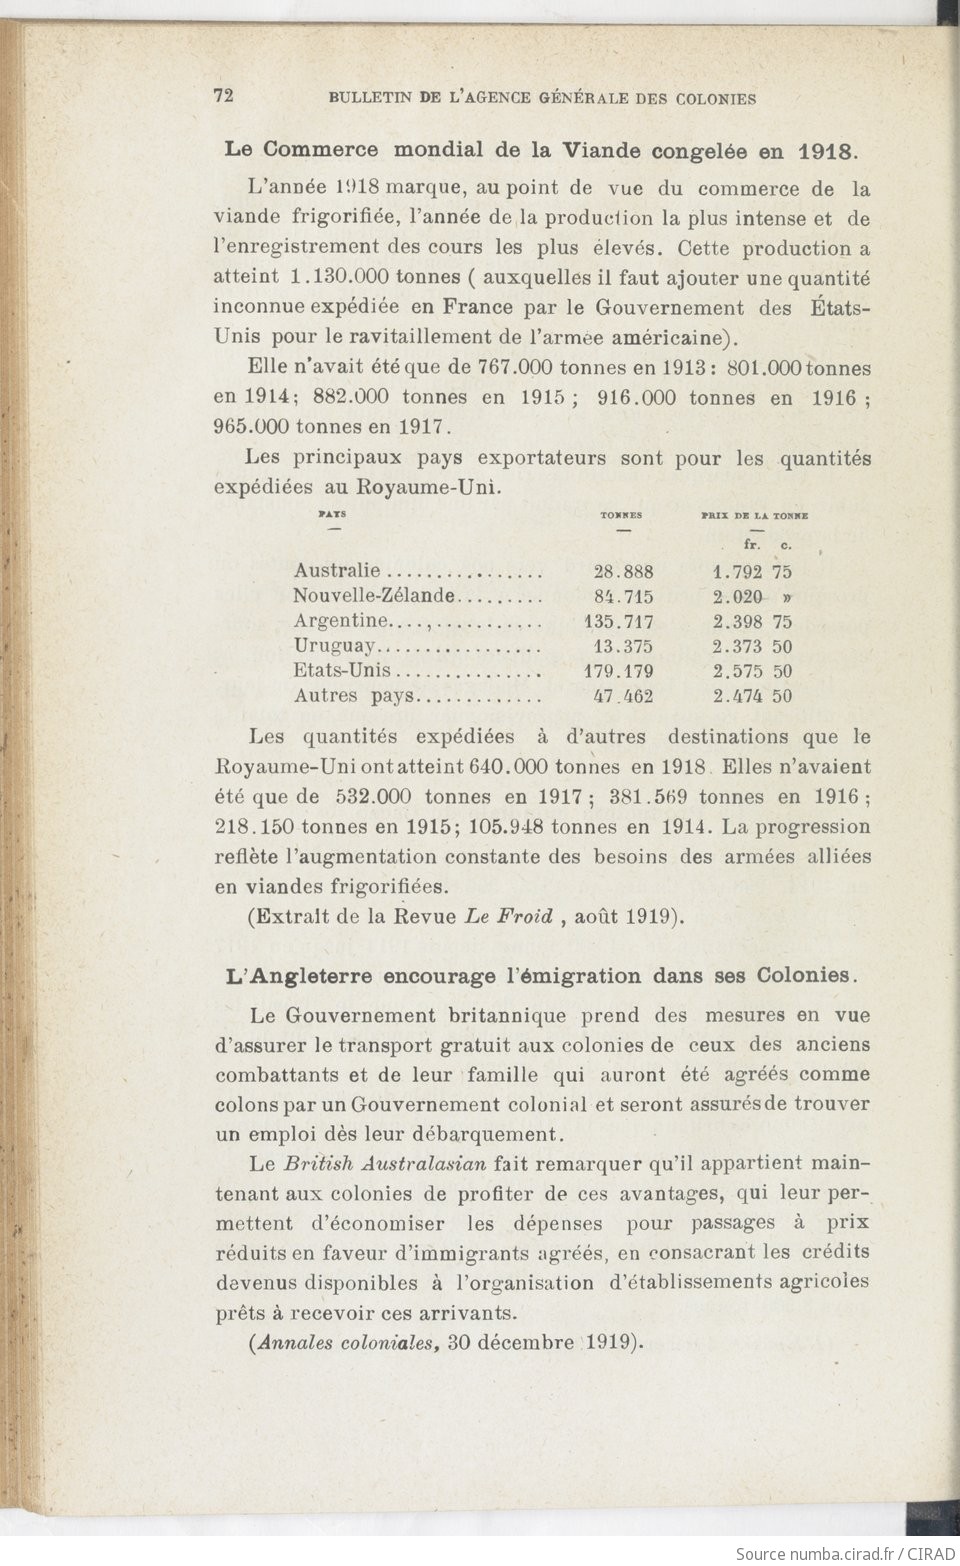 72 BULLETIN DE L'AGENCE GÉNÉRALE DES COLONIES
Le Commerce mondial de la Viande congelée en 1918.
L'année 1918 marque, au point de vue du commerce de la
viande frigorifiée, l'année de la production la plus intense et de
l'enregistrement des cours les plus élevés. Cette production a
atteint 1.130.000 tonnes ( auxquelles il faut ajouter une quantité
inconnue expédiée en France par le Gouvernement des États-
Unis pour le ravitaillement de l'armée américaine).
Elle n'avait été que de 767.000 tonnes en 1913 : 801.000 tonnes
en 1914; 882.000 tonnes en 1915 ; 916.000 tonnes en 1916 ;
965.000 tonnes en 1917.
Les principaux pays exportateurs sont pour les quantités
expédiées au Royaume-Uni.
PAYS TONNES PRIX DE LA TONNE
fr. c.
Australie ................ 28.888 1.792 75
Nouvelle-Zélande......... 84.715 2.020 »
Argentine....,........... 135.717 2.398 75
Uruguay................. 13.375 2.373 50
Etats-Unis ............... 179.179 2.575 50
Autres pays............. 47.462 2.474 50
Les quantités expédiées à d'autres destinations que le
Royaume-Uni ont atteint 640.000 tonnes en 1918. Elles n'avaient
été que de 532.000 tonnes en 1917 ; 381.569 tonnes en 1916 ;
218.150 tonnes en 1915; 105.948 tonnes en 1914. La progression
reflète l'augmentation constante des besoins des armées alliées
en viandes frigorifiées.
(Extrait de la Revue Le Froid , août 1919).
L'Angleterre encourage l'émigration dans ses Colonies.
Le Gouvernement britannique prend des mesures en vue
d'assurer le transport gratuit aux colonies de ceux des anciens
combattants et de leur famille qui auront été agréés comme
colons par un Gouvernement colonial et seront assurés de trouver
un emploi dès leur débarquement.
Le British Australasian fait remarquer qu'il appartient main-
tenant aux colonies de profiter de ces avantages, qui leur per-
mettent d'économiser les dépenses pour passages à prix
réduits en faveur d'immigrants agréés, en consacrant les crédits
devenus disponibles à l'organisation d'établissements agricoles
prêts à recevoir ces arrivants.
(Annales coloniales, 30 décembre 1919).
Source numba.cirad.fr / CIRAD